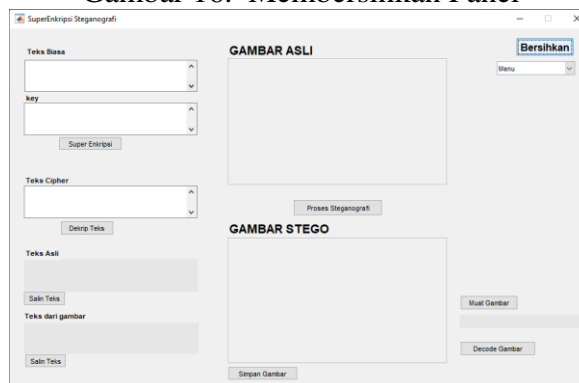 Gambar 16. Membersihkan Panel
SuperEnkripsi Steganografi
Teks Biasa
key
Super Enkripsi
Teks Cipher
Dekrip Teks
Teks Asli
Salin Teks
Teks dari gambar
Salin Teks
GAMBAR ASLI
Proses Steganografi
GAMBAR STEGO
Simpan Gambar
Bersihkan
Menu
Muat Gambar
Decode Gambar